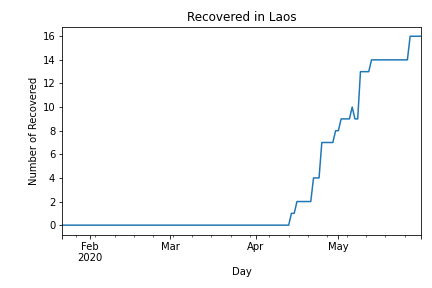 Recovered in Laos
Number of Recovered
16
14
12
10
8
6
4
2
0
Feb
2020
Mar
Apr
May
Day